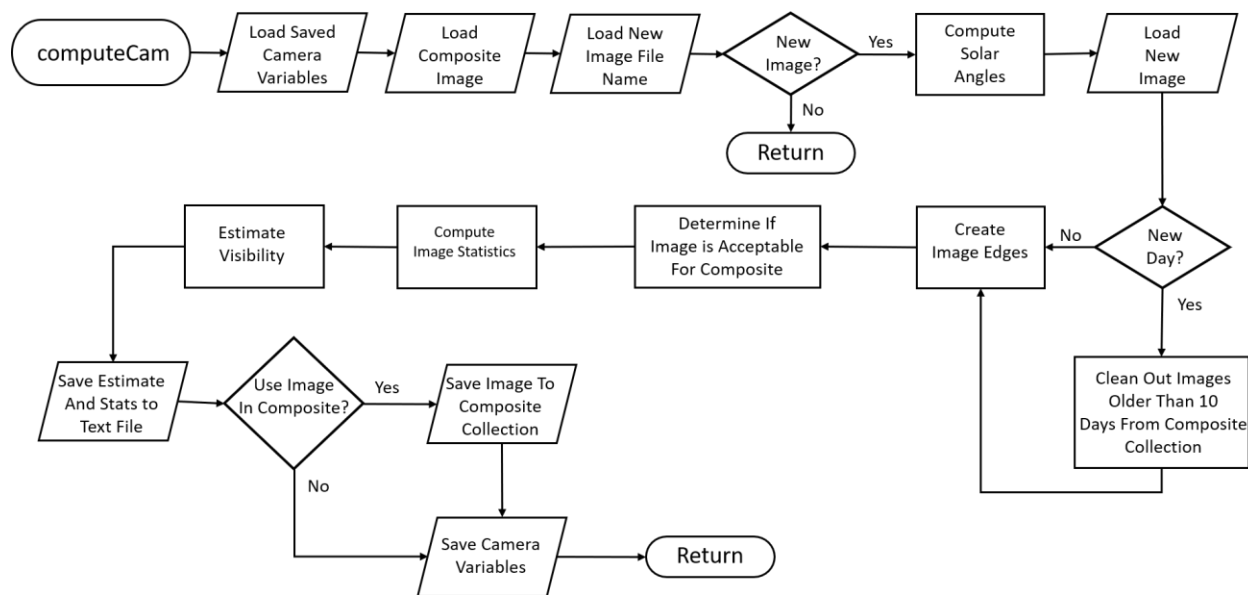 computeCam
Load Saved
Camera
Variables
Load
Composite
Image
Load New
Image File
Name
New
Image?
Yes
No
Return
Compute
Solar
Angles
Load
New
Image
New
Day?
No
Yes
Clean Out Images
Older Than 10
Days From Composite
Collection
Create
Image Edges
Determine If
Image is Acceptable
For Composite
Compute
Image Statistics
Estimate
Visibility
Save Estimate
And Stats to
Text File
Use Image
In Composite?
Yes
No
Save Image To
Composite
Collection
Save Camera
Variables
Return